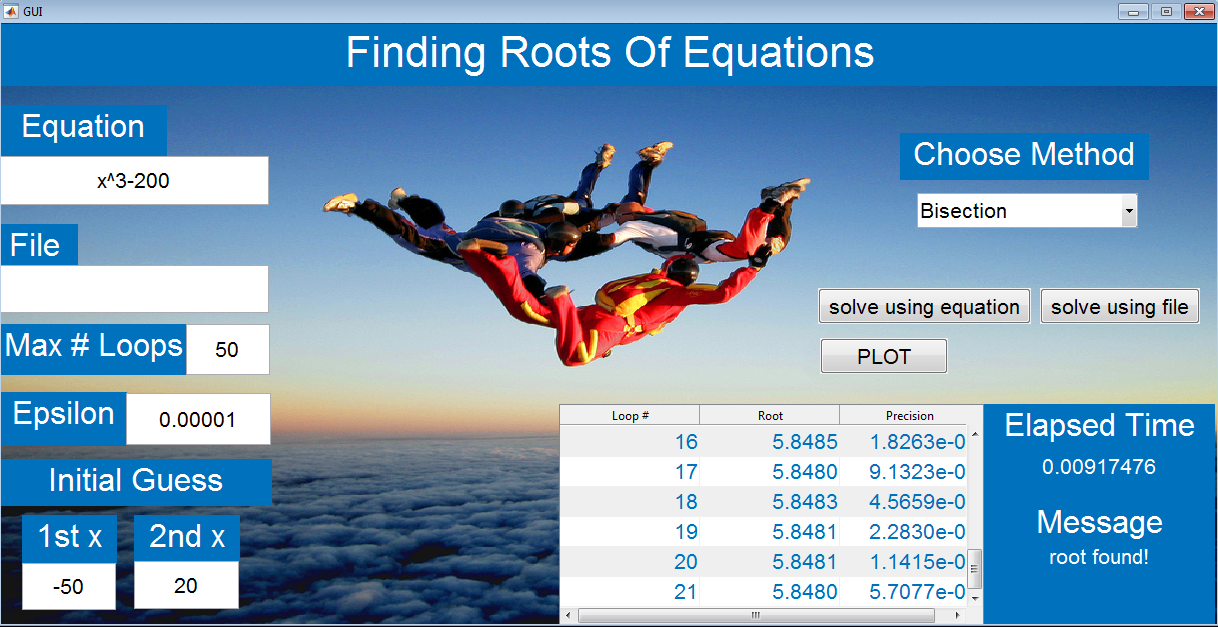 GUI
Finding Roots Of Equations
Equation
x^3-200
File
Max # Loops 50
Epsilon 0.00001
Initial Guess
1st x 2nd x
-50 20
Choose Method
Bisection
solve using equation solve using file
PLOT
Loop # Root Precision
16 5.8485 1.8263e-0
17 5.8480 9.1323e-0
18 5.8483 4.5659e-0
19 5.8481 2.2830e-0
20 5.8481 1.1415e-0
21 5.8480 5.7077e-0
Elapsed Time
0.00917476
Message
root found!